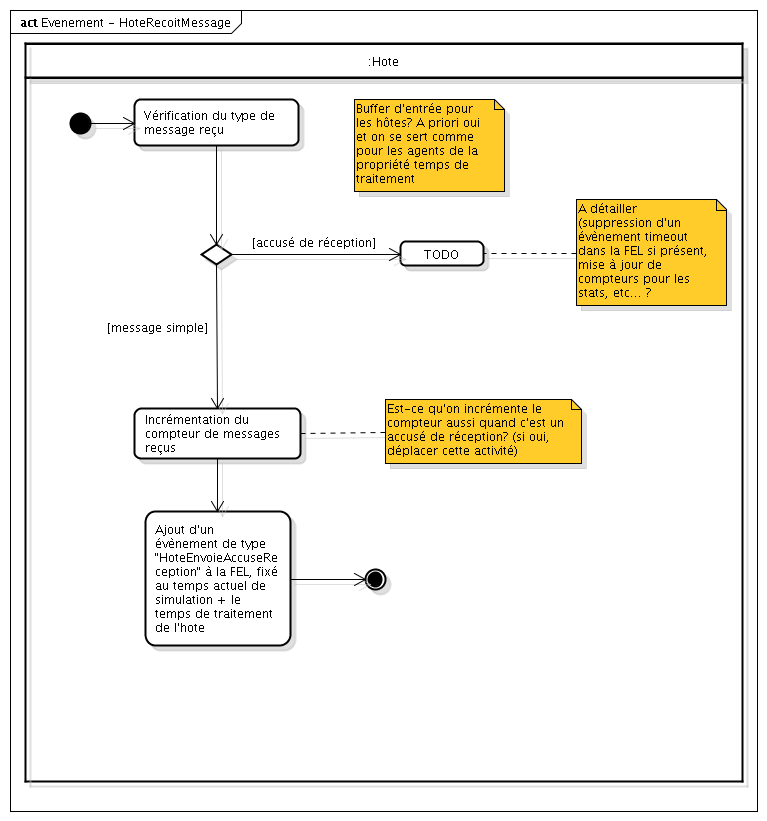 act Evenement - HoteRecoitMessage
:Hote
Vérification du type de
message reçu
Buffer d'entrée pour
les hôtes? A priori oui
et on se sert comme
pour les agents de la
propriété temps de
traitement
A détailler
(suppression d'un
évènement timeout
dans la FEL si présent,
mise à jour de
compteurs pour les
stats, etc... ?
[accusé de réception]
TODO
[message simple]
Incrémentation du
compteur de messages
reçus
Est-ce qu'on incrémente le
compteur aussi quand c'est un
accusé de réception? (si oui,
déplacer cette activité)
Ajout d'un
évènement de type
"HoteEnvoieAccuseRe
ception" à la FEL, fixé
au temps actuel de
simulation + le
temps de traitement
de l'hote